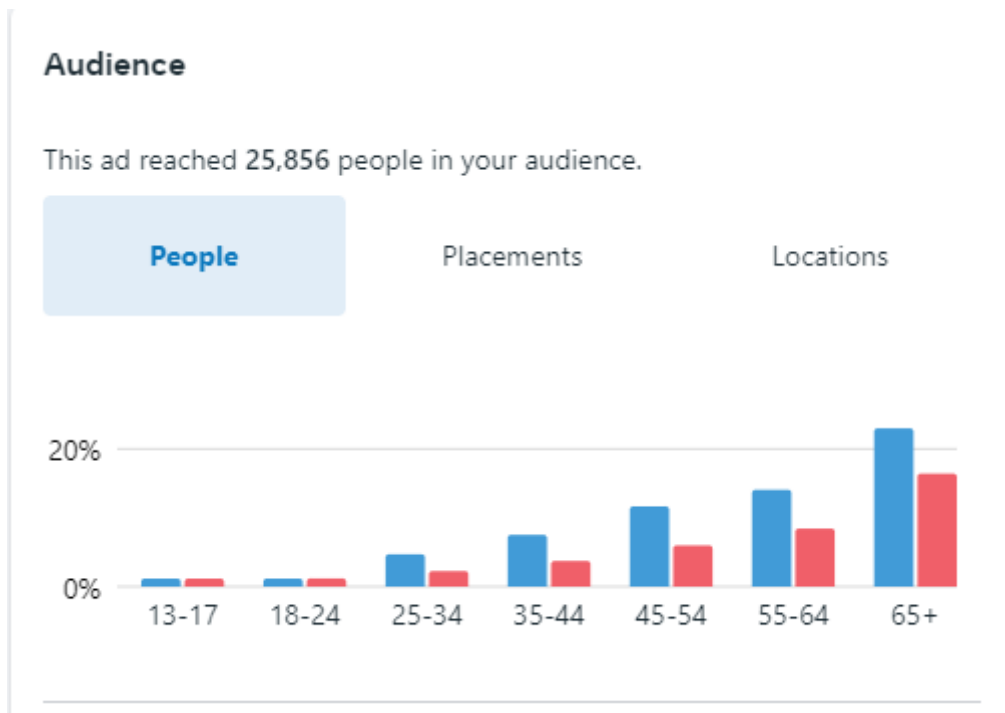 Audience
This ad reached 25,856 people in your audience.
People Placements Locations
20%
0%
13-17 18-24 25-34 35-44 45-54 55-64 65+